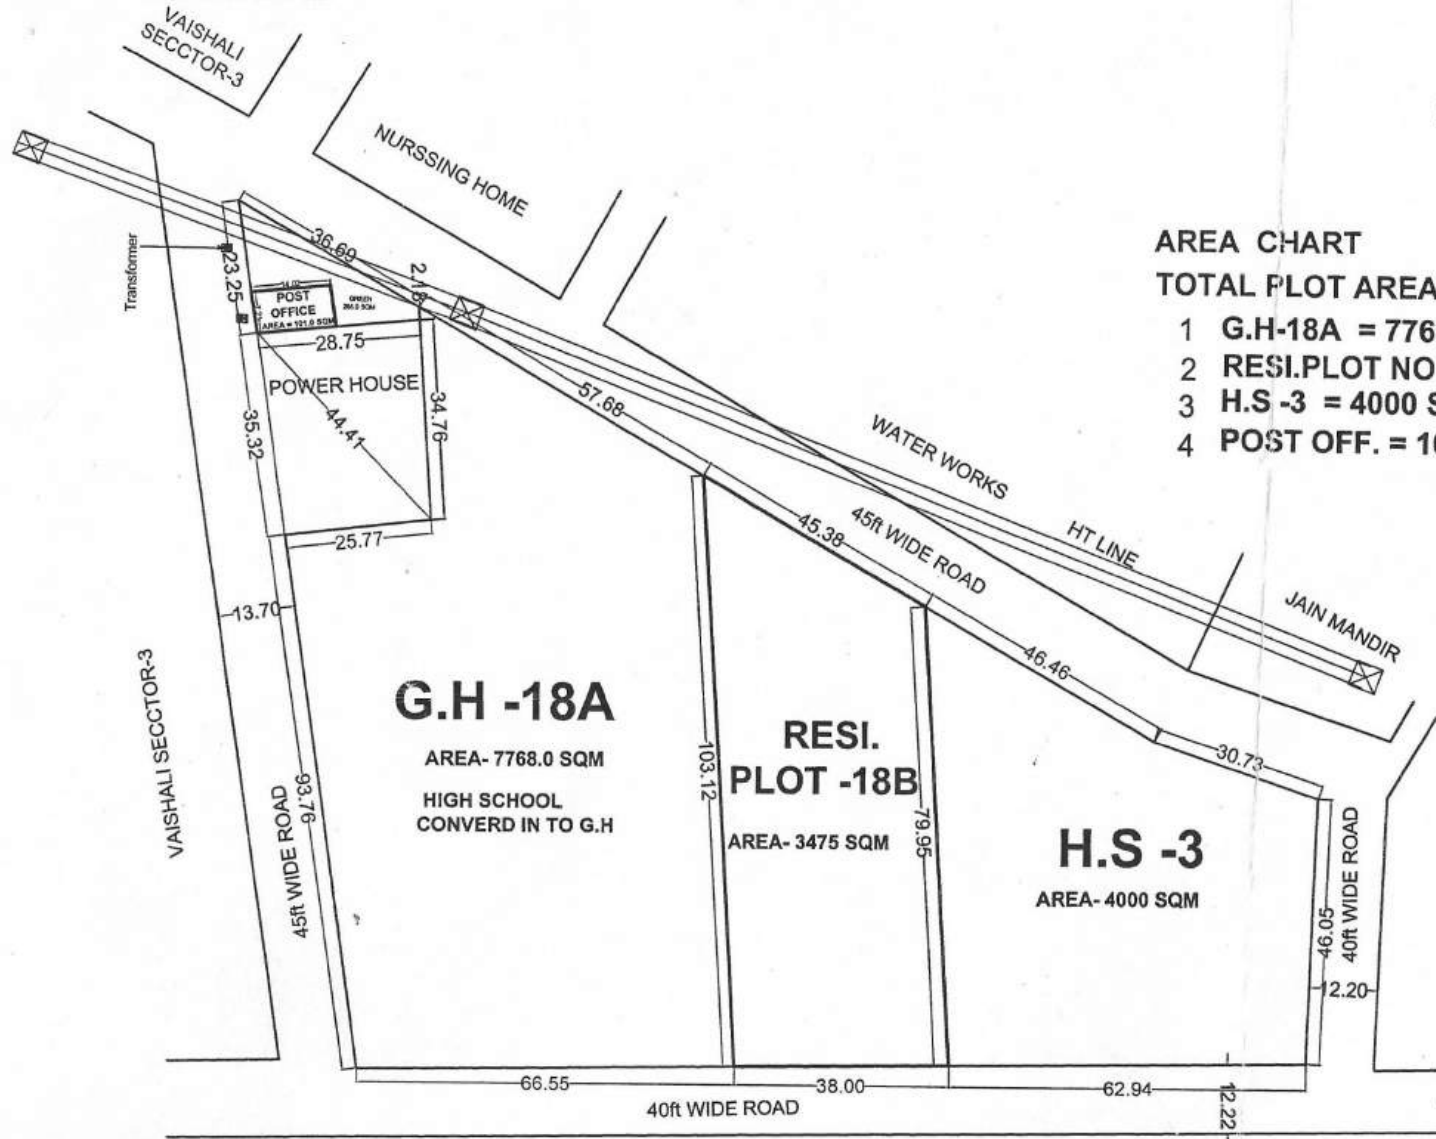 VAISHALI
SECCTOR-3
NURSSING HOME
Transformer
36.69
23.25
2.18
14.02
POST
OFFICE
AREA = 101.0 SQM
GREEN
28.75
POWER HOUSE
44.41
34.76
35.32
25.77
57.68
13.70
45.38
45ft WIDE ROAD
WATER WORKS
HT LINE
JAIN MANDIR
46.46
30.73
AREA CHART
TOTAL PLOT AREA
1 G.H-18A = 776
2 RESI.PLOT NO
3 H.S -3 = 4000 S
4 POST OFF. = 10
VAISHALI SECCTOR-3
45ft WIDE ROAD
93.76
G.H -18A
AREA- 7768.0 SQM
HIGH SCHOOL
CONVERD IN TO G.H
103.12
RESI.
PLOT -18B
AREA- 3475 SQM
79.95
H.S -3
AREA- 4000 SQM
46.05
40ft WIDE ROAD
12.20
66.55
38.00
62.94
12.22
40ft WIDE ROAD